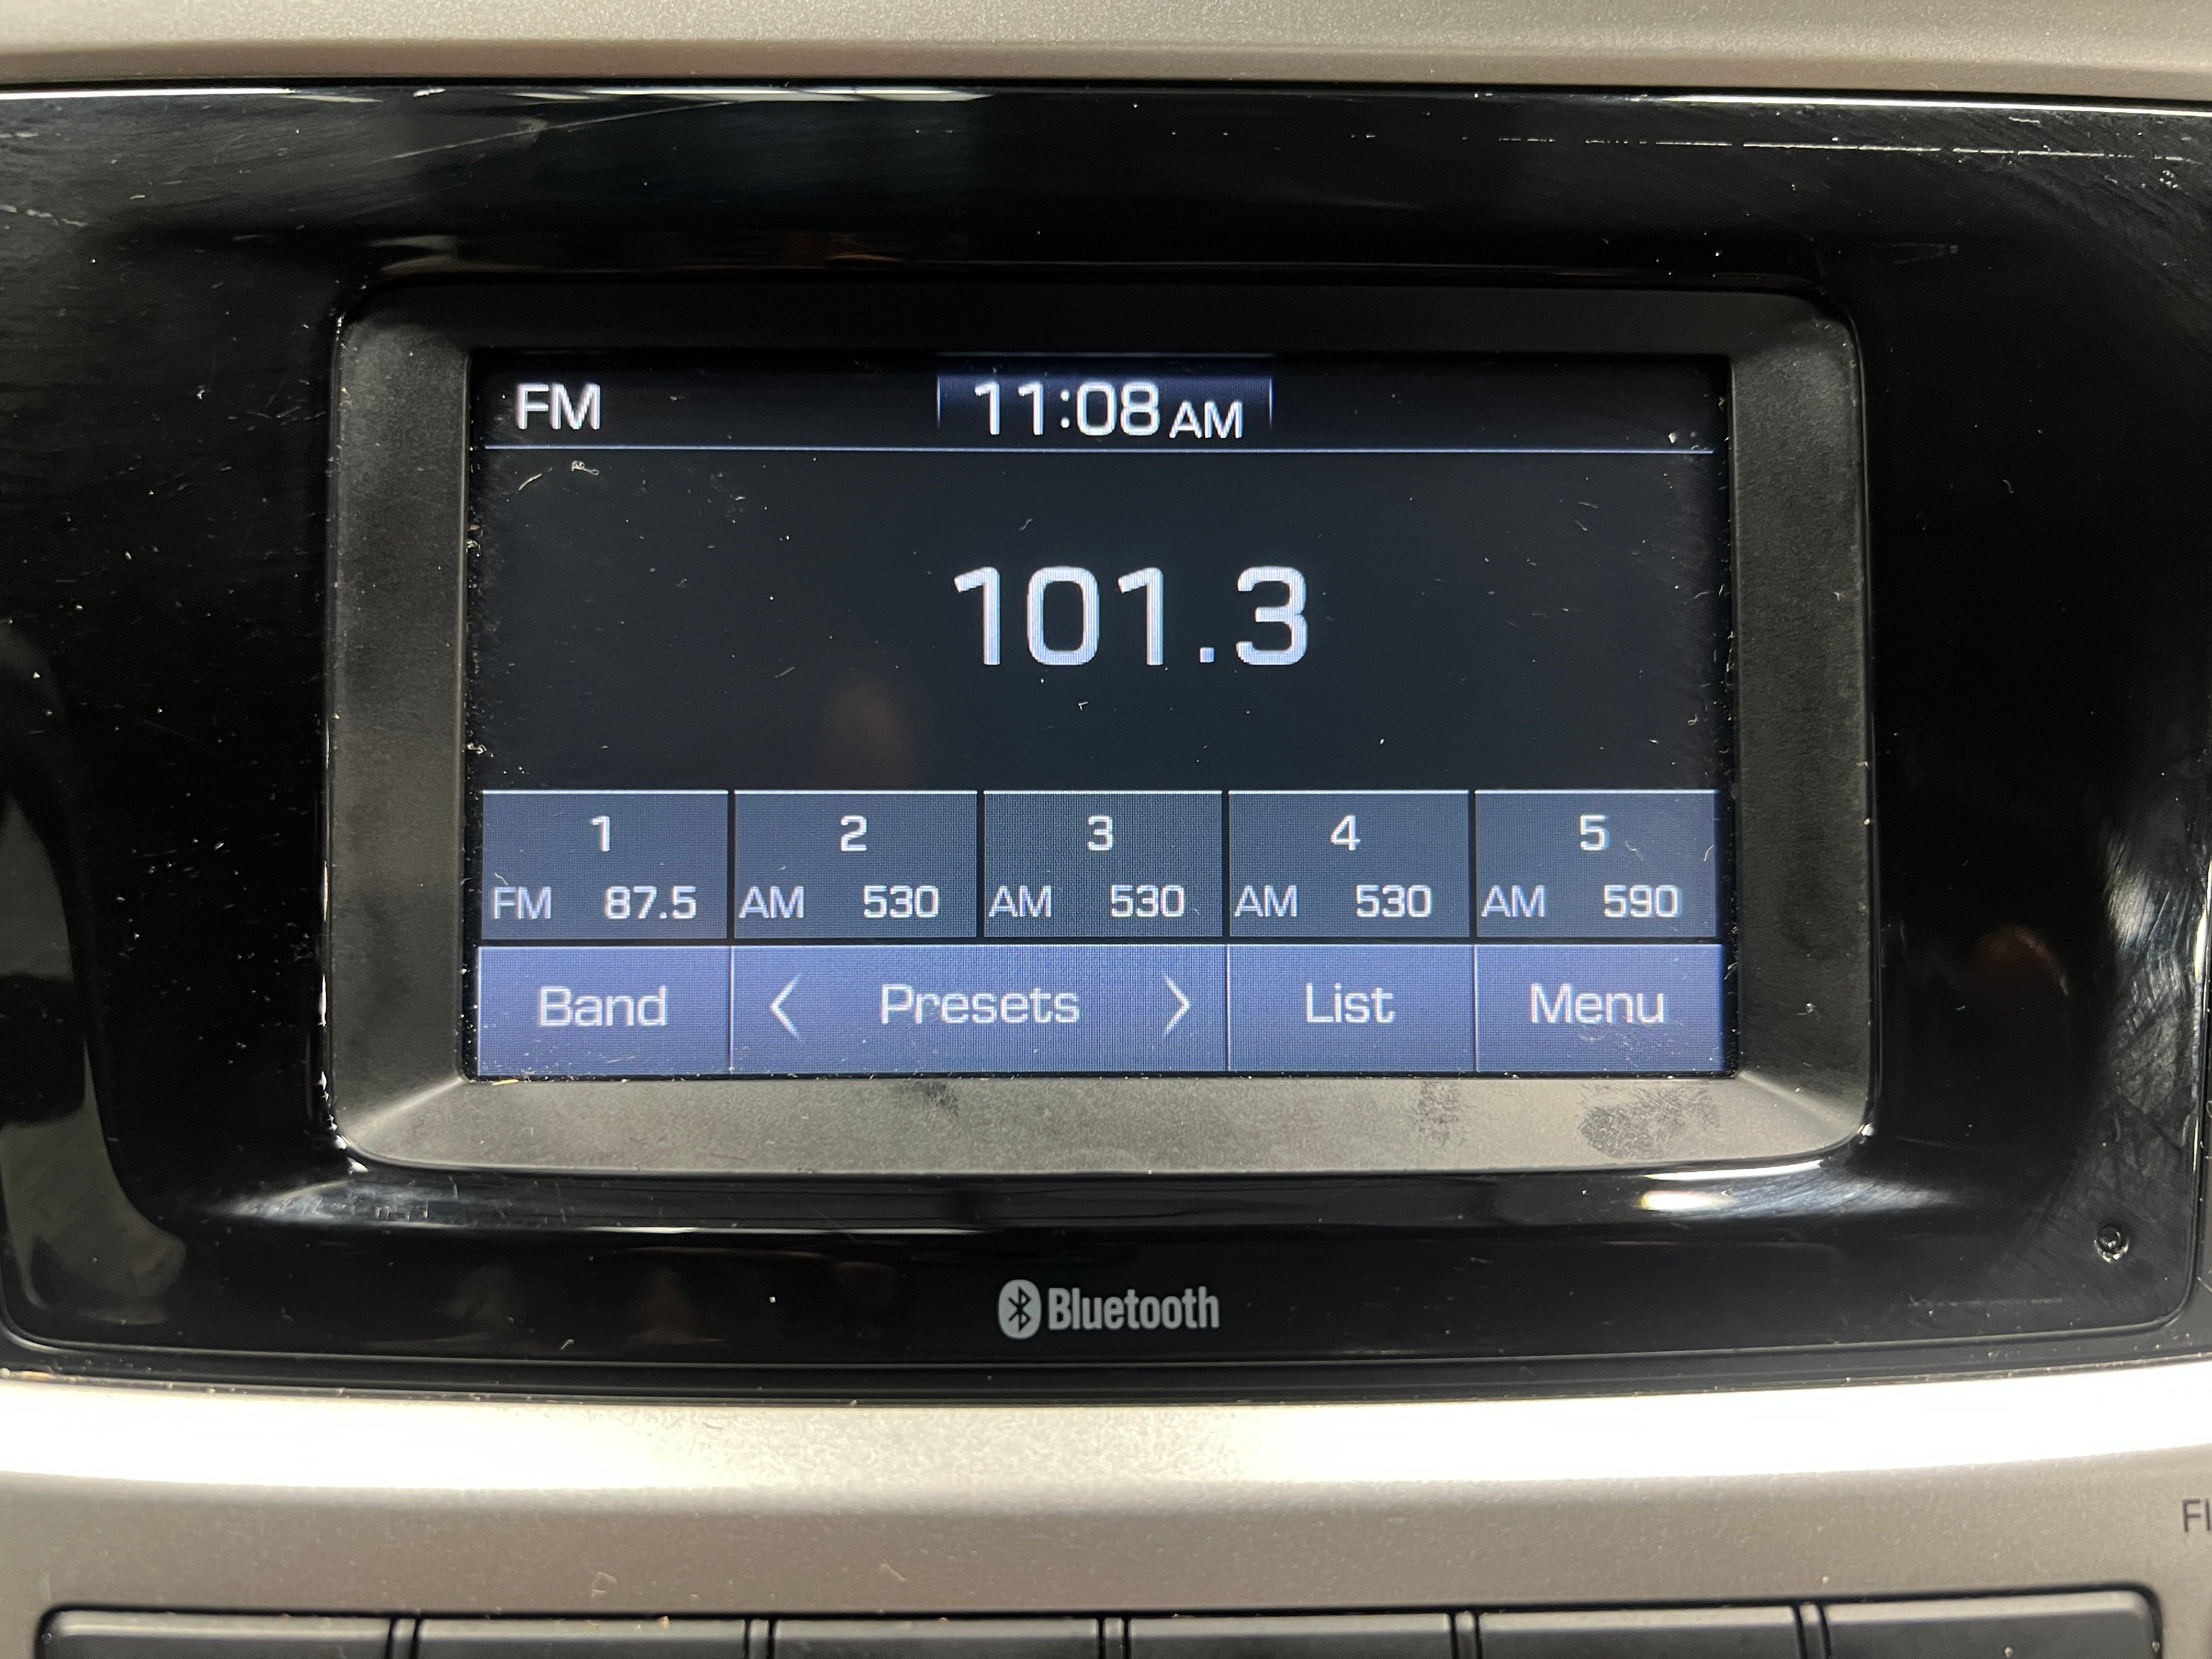 FM 11:08 AM
101.3
1 2 3 4 5
FM 87.5 AM 530 AM 530 AM 530 AM 590
Band < Presets > List Menu
Bluetooth